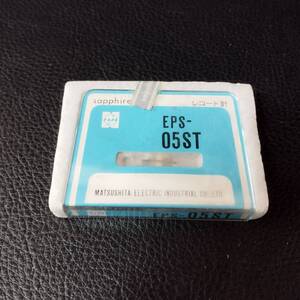 sapphire
レコード針
EPS-
05ST
MATSUSHITA ELECTRIC INDUSTRIAL CO., LTD.
EPS-05ST